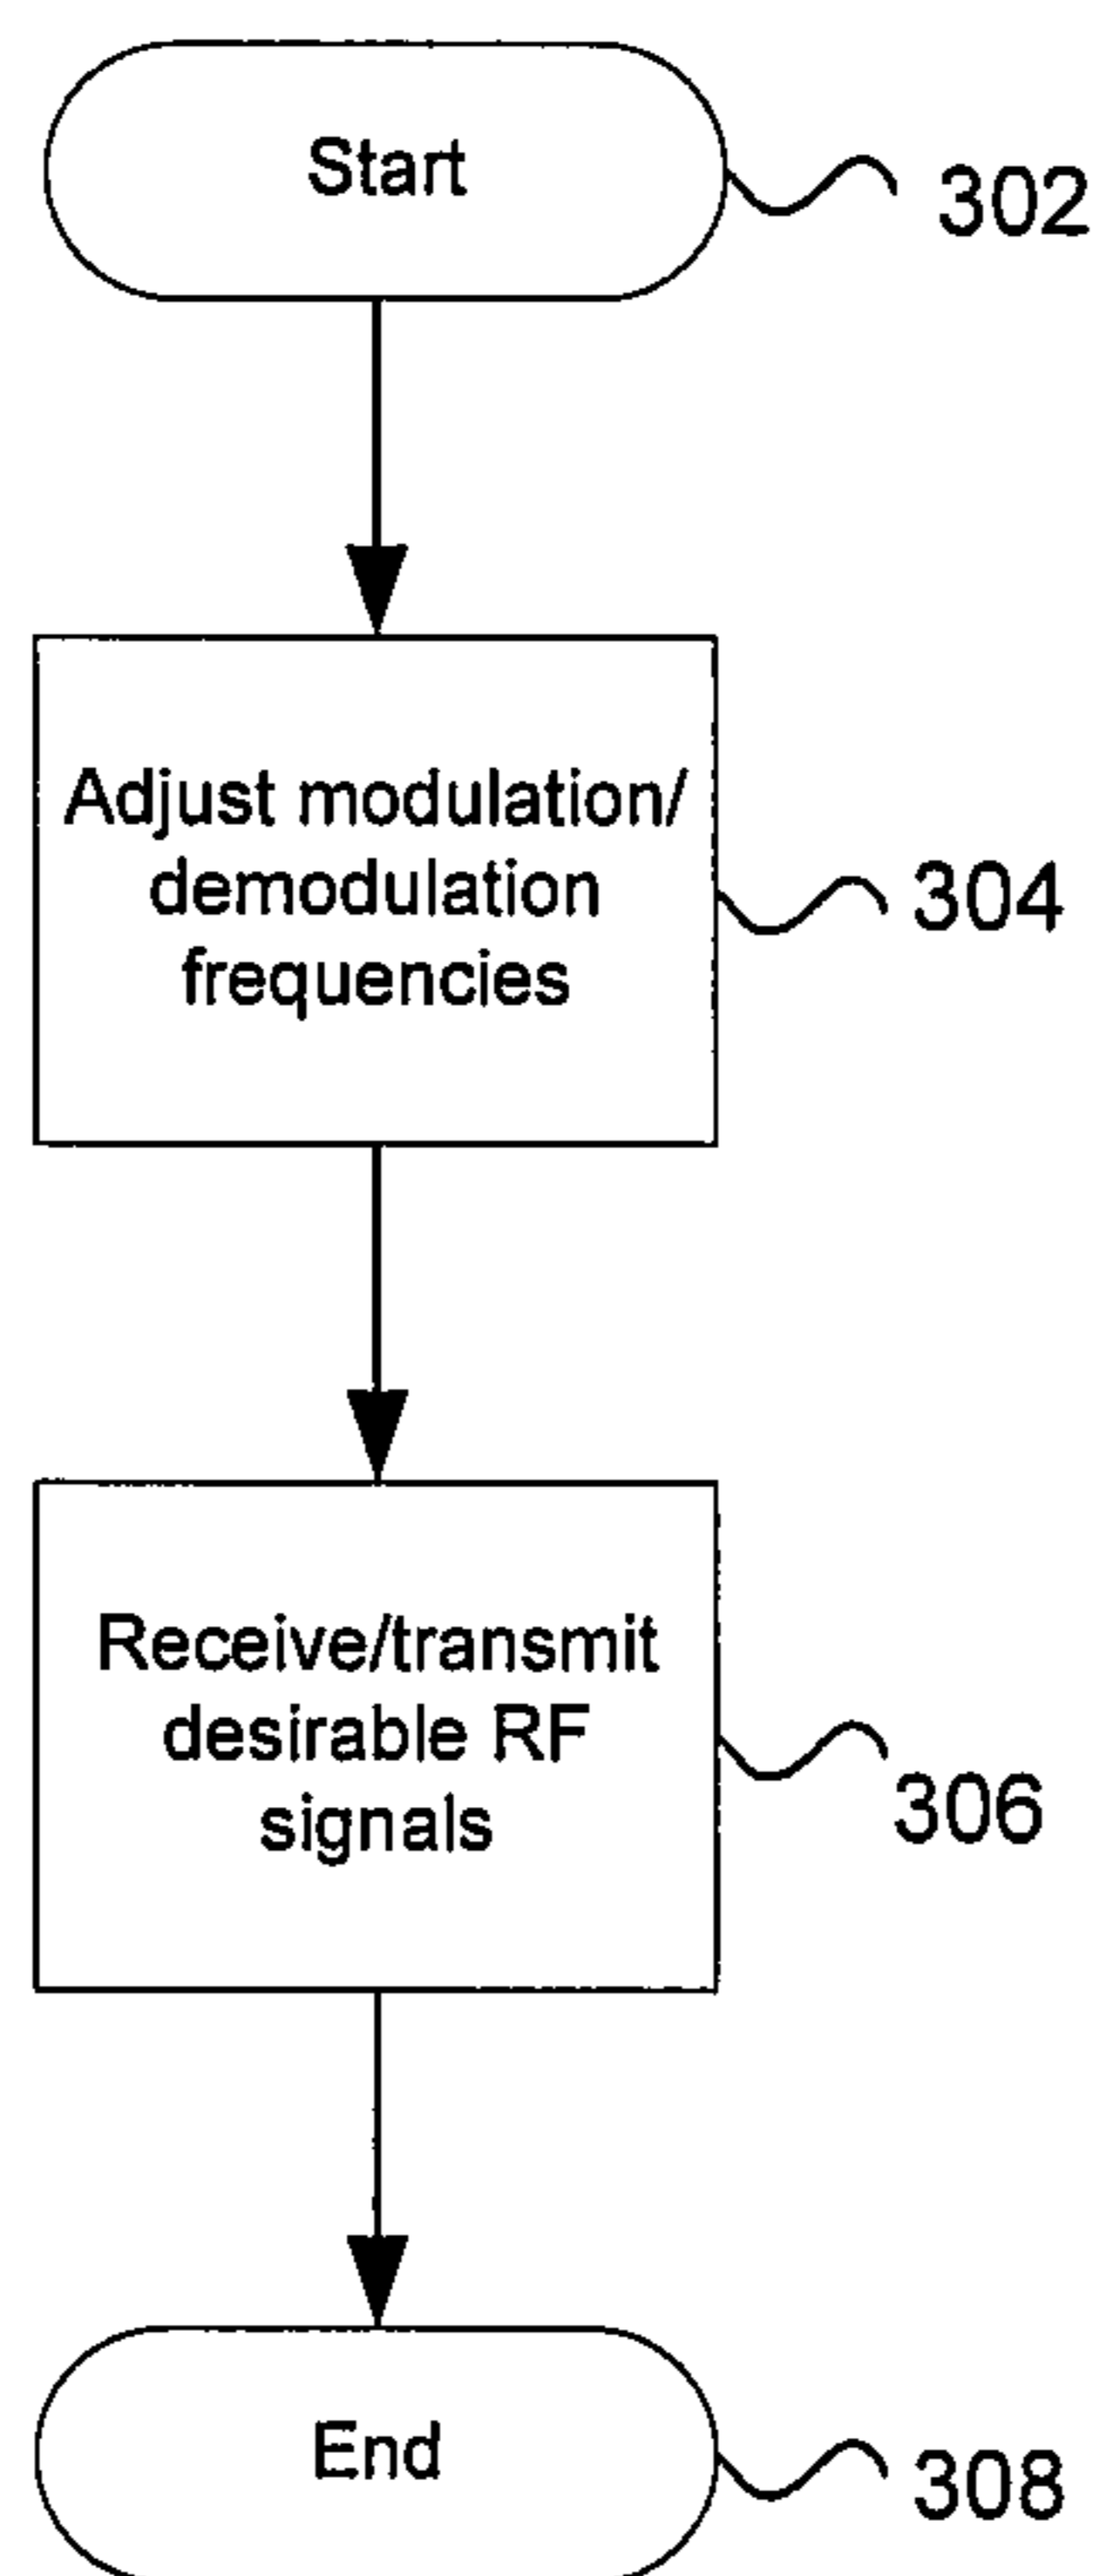 Start
302
Adjust modulation/
demodulation
frequencies
304
Receive/transmit
desirable RF
signals
306
End
308